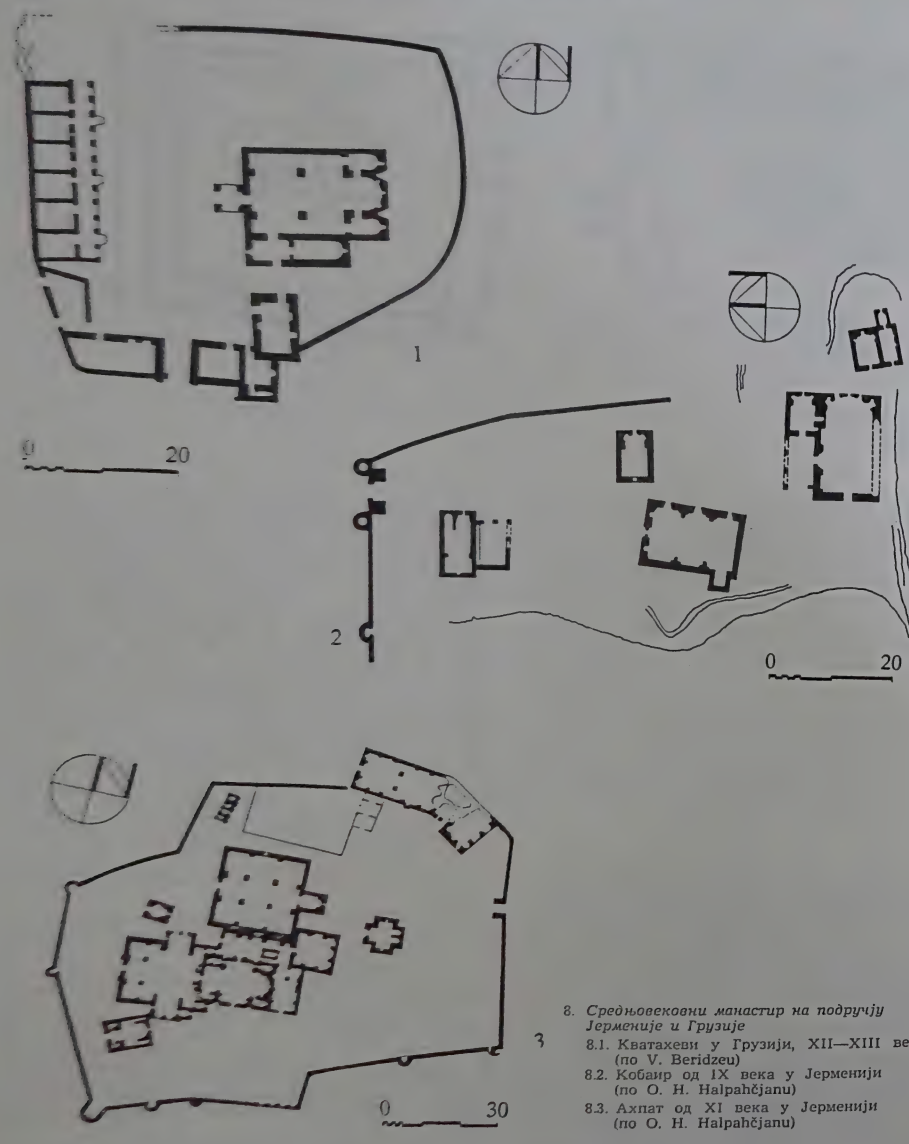 1
0 20
2
0 20
3
0 30
8. Средњовековни манастир на подручју
Јерменије и Грузије
8.1. Кватахеви у Грузији, XII—XIII ве
(по V. Beridzeu)
8.2. Кобаир од IX века у Јерменији
(по O. H. Halpahčjanu)
8.3. Ахпат од XI века у Јерменији
(по O. H. Halpahčjanu)